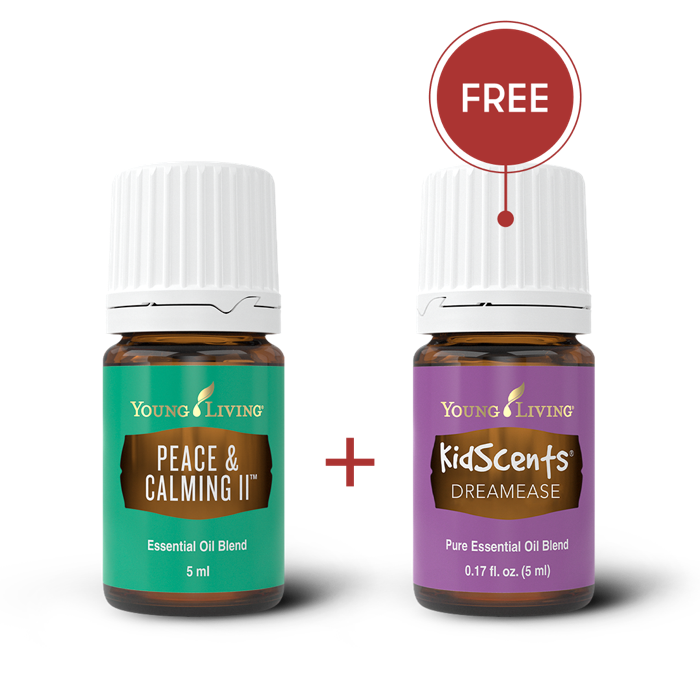 FREE
YOUNG LIVING®
PEACE &
CALMING II™
Essential Oil Blend
5 ml
+
YOUNG LIVING®
KidScents®
DREAMEASE
Pure Essential Oil Blend
0.17 fl. oz. (5 ml)